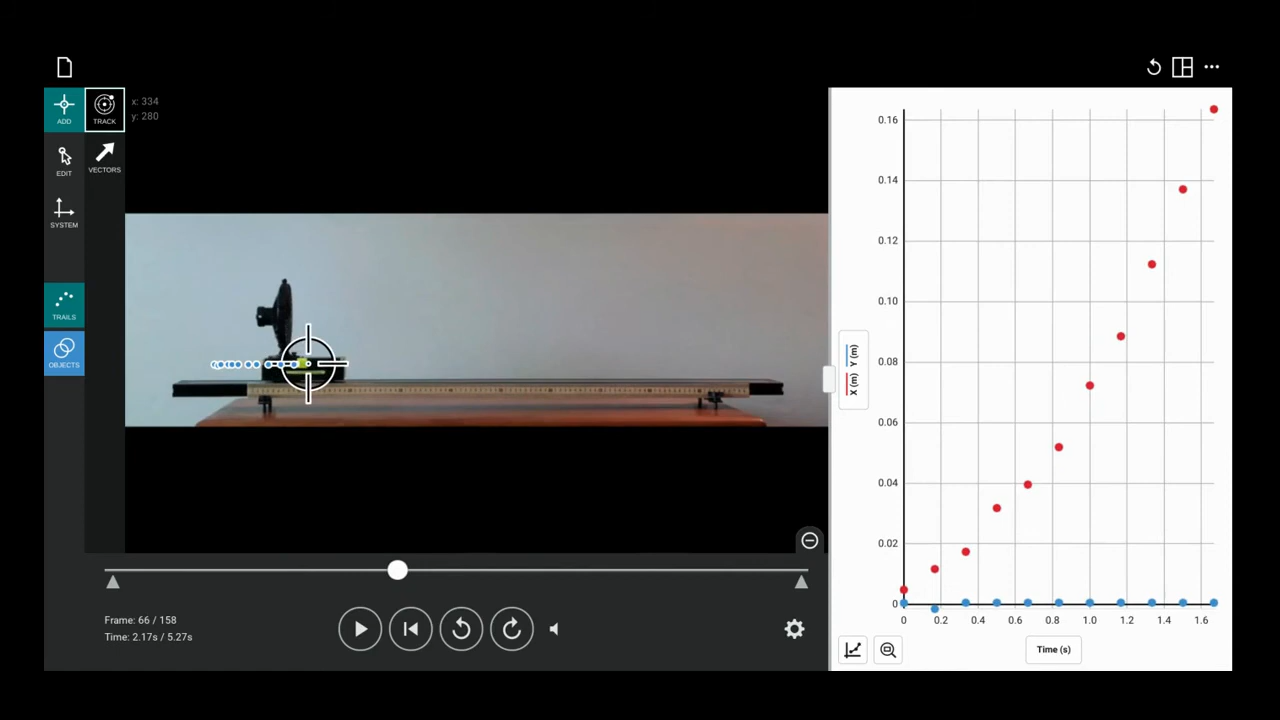 ADD
TRACK
x: 334
y: 280
EDIT
VECTORS
SYSTEM
TRAILS
OBJECTS
Frame: 66 / 158
Time: 2.17s / 5.27s
0.16
0.14
0.12
0.10
0.08
0.06
0.04
0.02
0
X (m) Y (m)
0 0.2 0.4 0.6 0.8 1.0 1.2 1.4 1.6
Time (s)